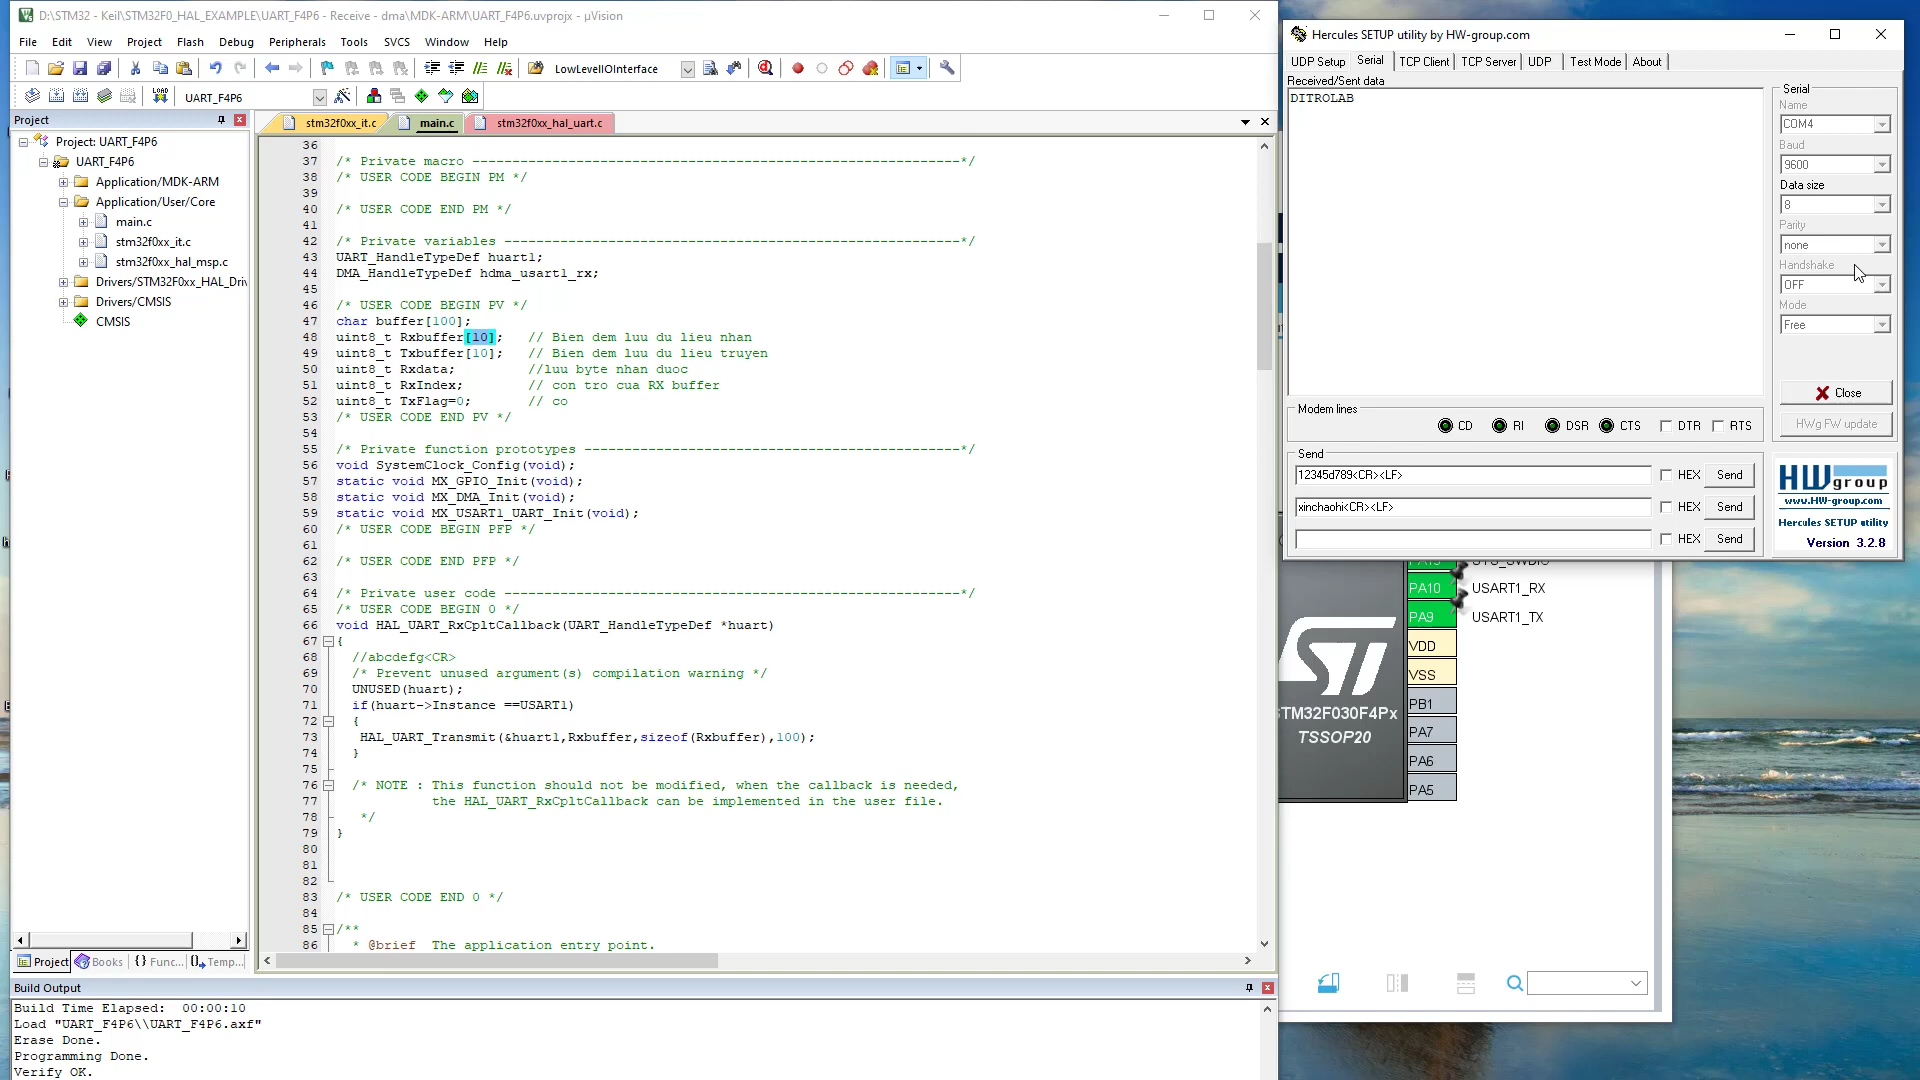 D:\STM32 - Keil\STM32F0_HAL_EXAMPLE\UART_F4P6 - Receive - dma\MDK-ARM\UART_F4P6.uvprojx - µVision
File Edit View Project Flash Debug Peripherals Tools SVCS Window Help
LowLevelIOInterface
LOAD
UART_F4P6
Project
Project: UART_F4P6
UART_F4P6
Application/MDK-ARM
Application/User/Core
main.c
stm32f0xx_it.c
stm32f0xx_hal_msp.c
Drivers/STM32F0xx_HAL_Driv
Drivers/CMSIS
CMSIS
Project Books {} Func... Temp...
stm32f0xx_it.c main.c stm32f0xx_hal_uart.c
36
37 /* Private macro -------------------------------------------------------------*/
38 /* USER CODE BEGIN PM */
39
40 /* USER CODE END PM */
41
42 /* Private variables ---------------------------------------------------------*/
43 UART_HandleTypeDef huart1;
44 DMA_HandleTypeDef hdma_usart1_rx;
45
46 /* USER CODE BEGIN PV */
47 char buffer[100];
48 uint8_t Rxbuffer[10]; // Bien dem luu du lieu nhan
49 uint8_t Txbuffer[10]; // Bien dem luu du lieu truyen
50 uint8_t Rxdata; //luu byte nhan duoc
51 uint8_t RxIndex; // con tro cua RX buffer
52 uint8_t TxFlag=0; // co
53 /* USER CODE END PV */
54
55 /* Private function prototypes -----------------------------------------------*/
56 void SystemClock_Config(void);
57 static void MX_GPIO_Init(void);
58 static void MX_DMA_Init(void);
59 static void MX_USART1_UART_Init(void);
60 /* USER CODE BEGIN PFP */
61
62 /* USER CODE END PFP */
63
64 /* Private user code ---------------------------------------------------------*/
65 /* USER CODE BEGIN 0 */
66 void HAL_UART_RxCpltCallback(UART_HandleTypeDef *huart)
67 {
68 //abcdefg<CR>
69 /* Prevent unused argument(s) compilation warning */
70 UNUSED(huart);
71 if(huart->Instance ==USART1)
72 {
73 HAL_UART_Transmit(&huart1,Rxbuffer,sizeof(Rxbuffer),100);
74 }
75
76 /* NOTE : This function should not be modified, when the callback is needed,
77 the HAL_UART_RxCpltCallback can be implemented in the user file.
78 */
79 }
80
81
82
83 /* USER CODE END 0 */
84
85 /**
86 * @brief The application entry point.
Build Output
Build Time Elapsed: 00:00:10
Load "UART_F4P6\\UART_F4P6.axf"
Erase Done.
Programming Done.
Verify OK.
Hercules SETUP utility by HW-group.com
UDP Setup Serial TCP Client TCP Server UDP Test Mode About
Received/Sent data
DITROLAB
Serial
Name
COM4
Baud
9600
Data size
8
Parity
none
Handshake
OFF
Mode
Free
Close
HWg FW update
Modem lines
CD RI DSR CTS DTR RTS
Send
12345d789<CR><LF> HEX Send
xinchaohi<CR><LF> HEX Send
HEX Send
HWgroup
www.HW-group.com
Hercules SETUP utility
Version 3.2.8
PA10 USART1_RX
PA9 USART1_TX
VDD
VSS
PB1
PA7
PA6
PA5
STM32F030F4Px
TSSOP20